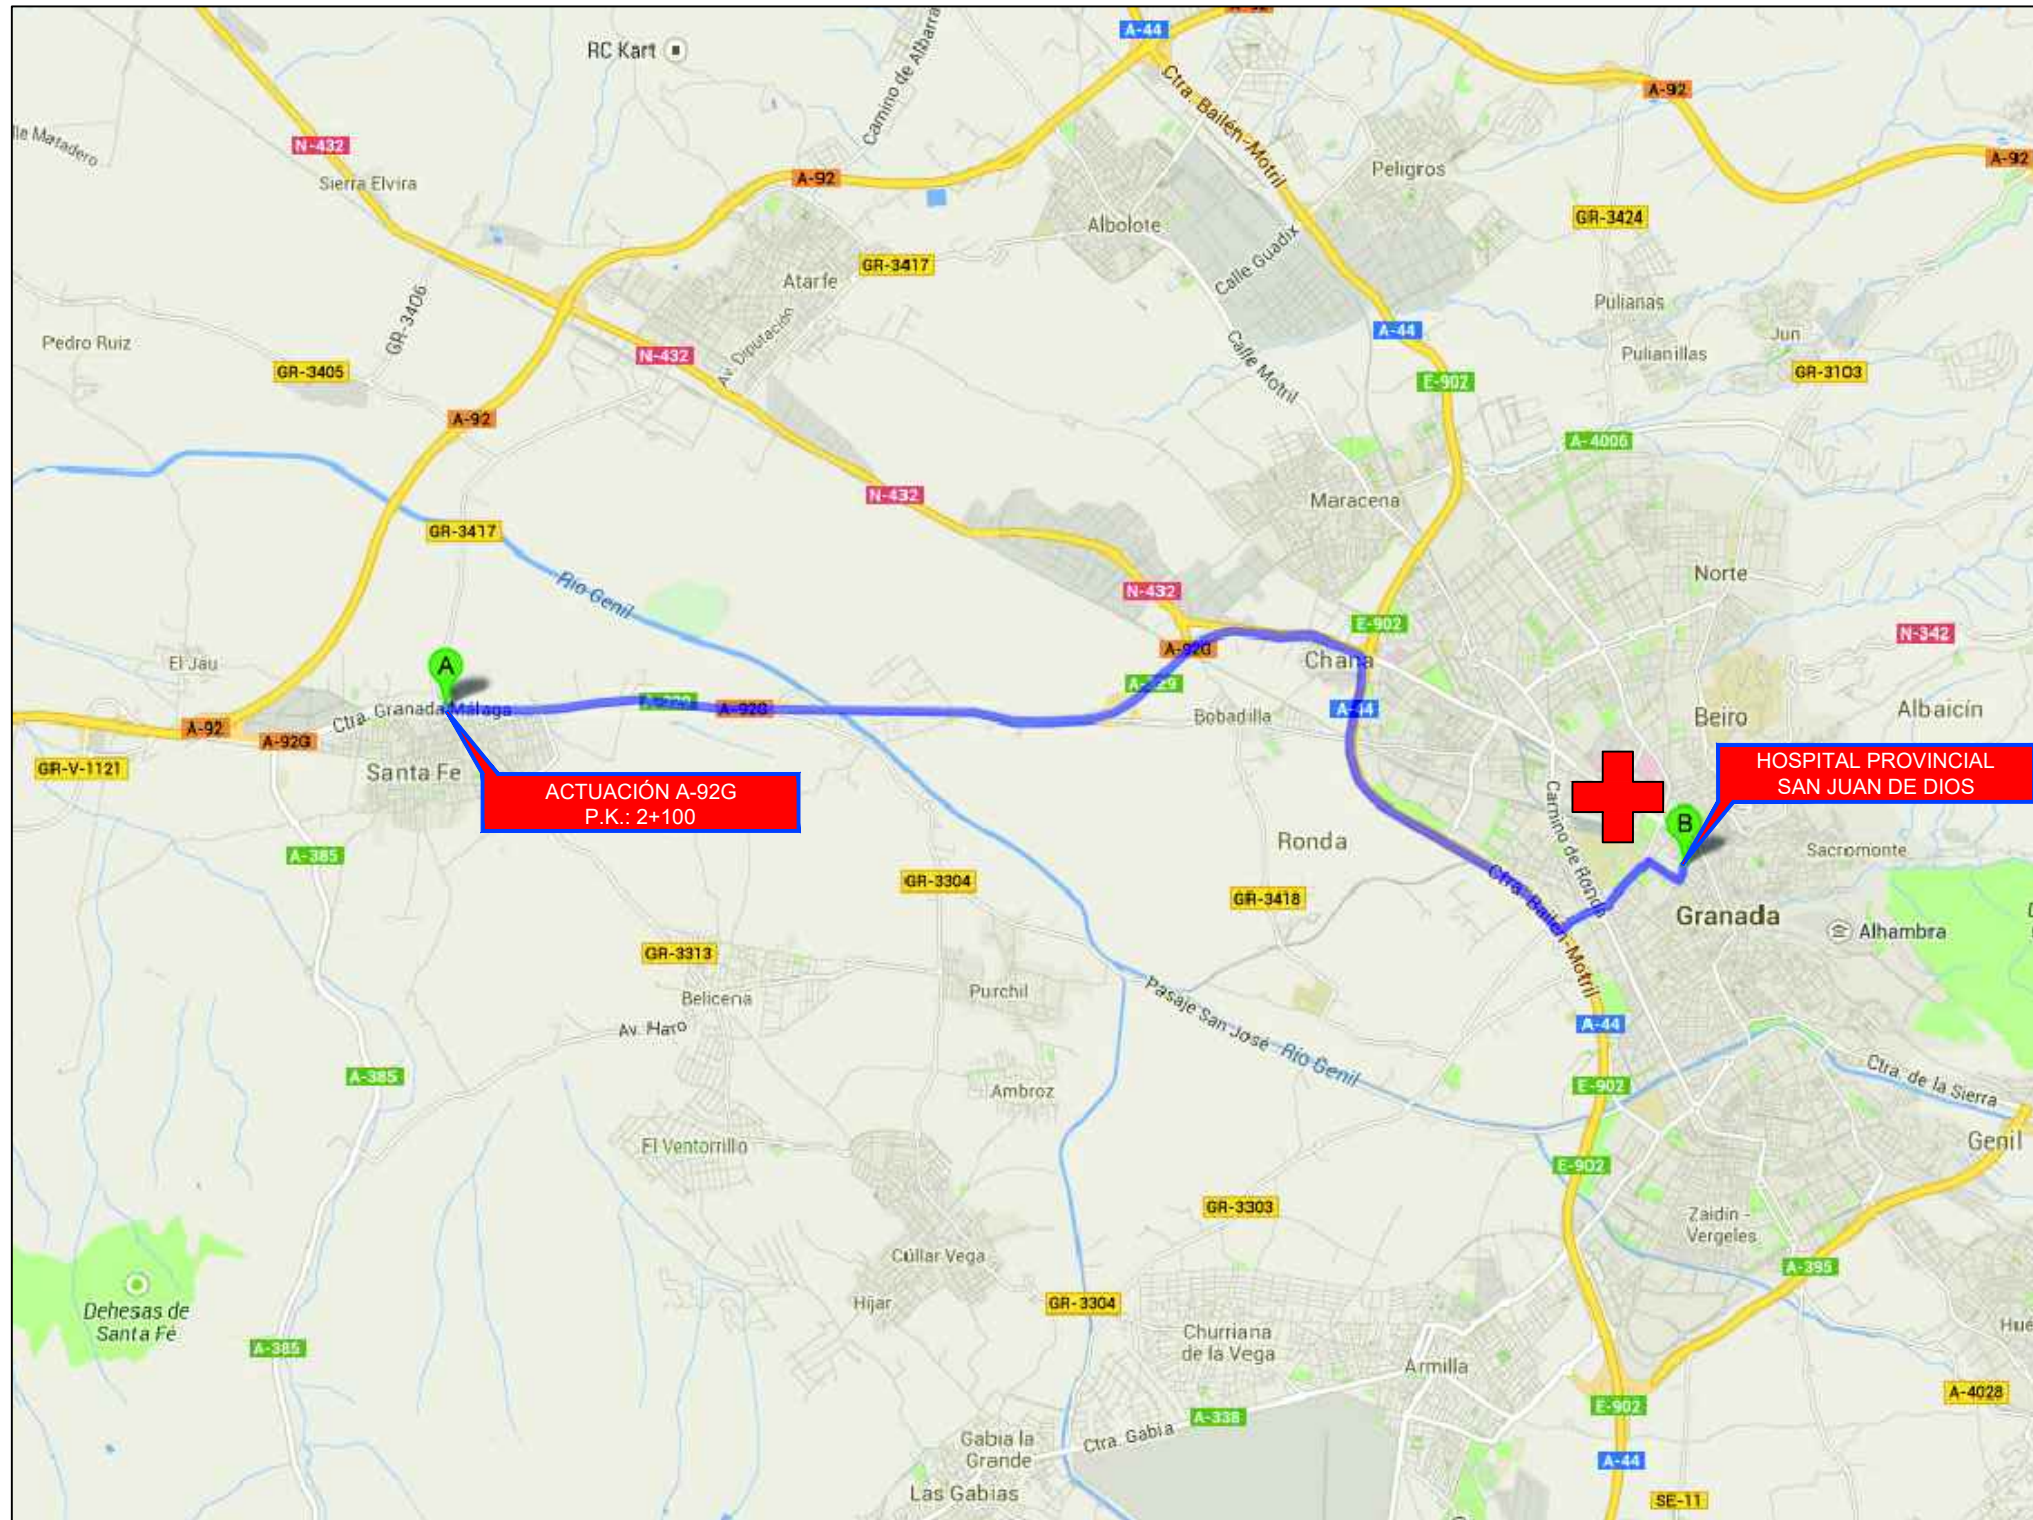 A-92
A-44
RC Kart
Camino de Albarra
Ctra. Bailén-Motril
A-92
lle Matadero
N-432
A-92
Sierra Elvira
A-92
Peligros
GR-3424
Albolote
Calle Guadix
GR-3417
Atarfe
GR-3406
Pulianas
A-44
Jun
Pedro Ruiz
N-432
Av. Diputación
Calle Motril
Pulianillas
GR-3405
GR-3103
E-902
A-92
A-4006
N-432
Maracena
GR-3417
Río Genil
Norte
N-432
E-902
N-342
A-92G
El Jau
A
Chana
A-329
Ctra. Granada Málaga
A-329
A-92G
A-44
Bobadilla
Beiro
Albaicín
A-92
A-92G
GR-V-1121
Santa Fe
ACTUACIÓN A-92G
P.K.: 2+100
HOSPITAL PROVINCIAL
SAN JUAN DE DIOS
Camino de Ronda
B
Ronda
A-385
Sacromonte
GR-3304
GR-3418
Ctra. Bailén-Motril
Granada
Alhambra
GR-3313
Belicena
Purchil
Pasaje San José
Río Genil
Av. Haro
A-44
A-385
Ambroz
E-902
Ctra. de la Sierra
El Ventorrillo
Genil
E-902
GR-3303
Zaidín -
Vergeles
Cúllar Vega
A-395
Dehesas de
Santa Fé
Híjar
GR-3304
Hué
Churriana
de la Vega
A-385
Armilla
A-4028
E-902
A-338
Gabia la
Grande
Ctra. Gabia
A-44
Las Gabias
SE-11